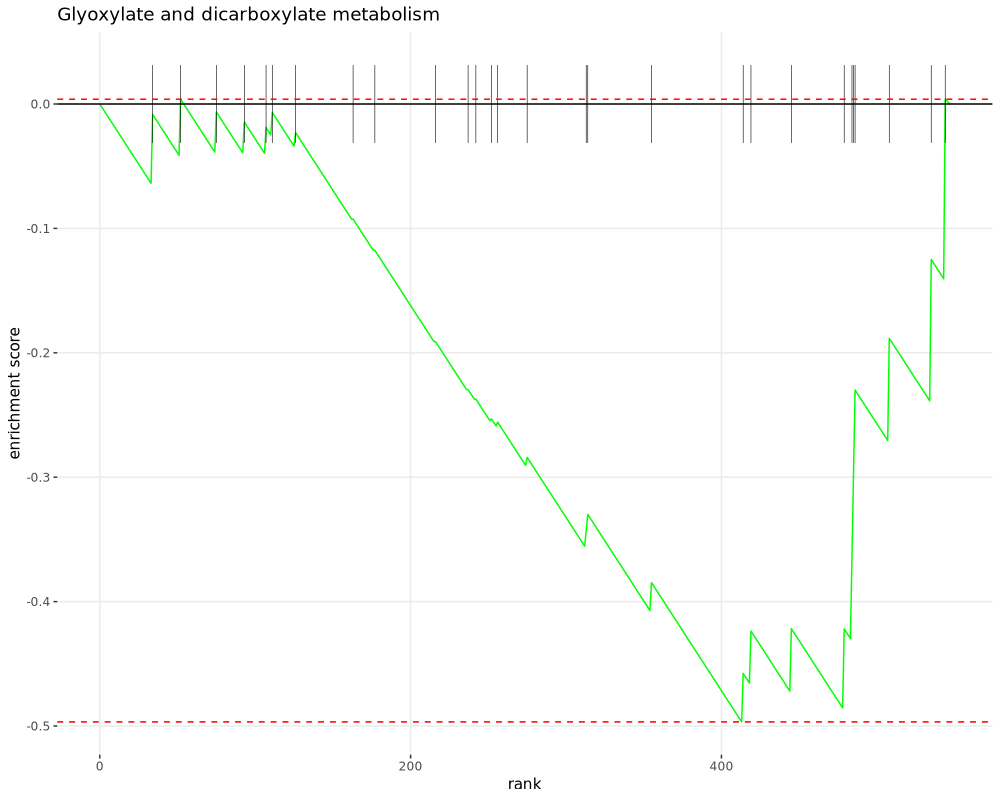 Glyoxylate and dicarboxylate metabolism
0.0
-0.1
-0.2
-0.3
-0.4
-0.5
enrichment score
0 200 400
rank